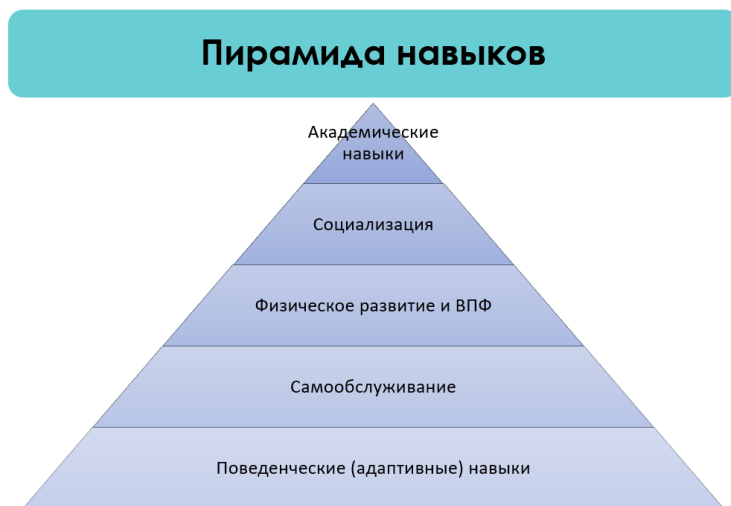 Пирамида навыков
Академические
навыки
Социализация
Физическое развитие и ВПФ
Самообслуживание
Поведенческие (адаптивные) навыки